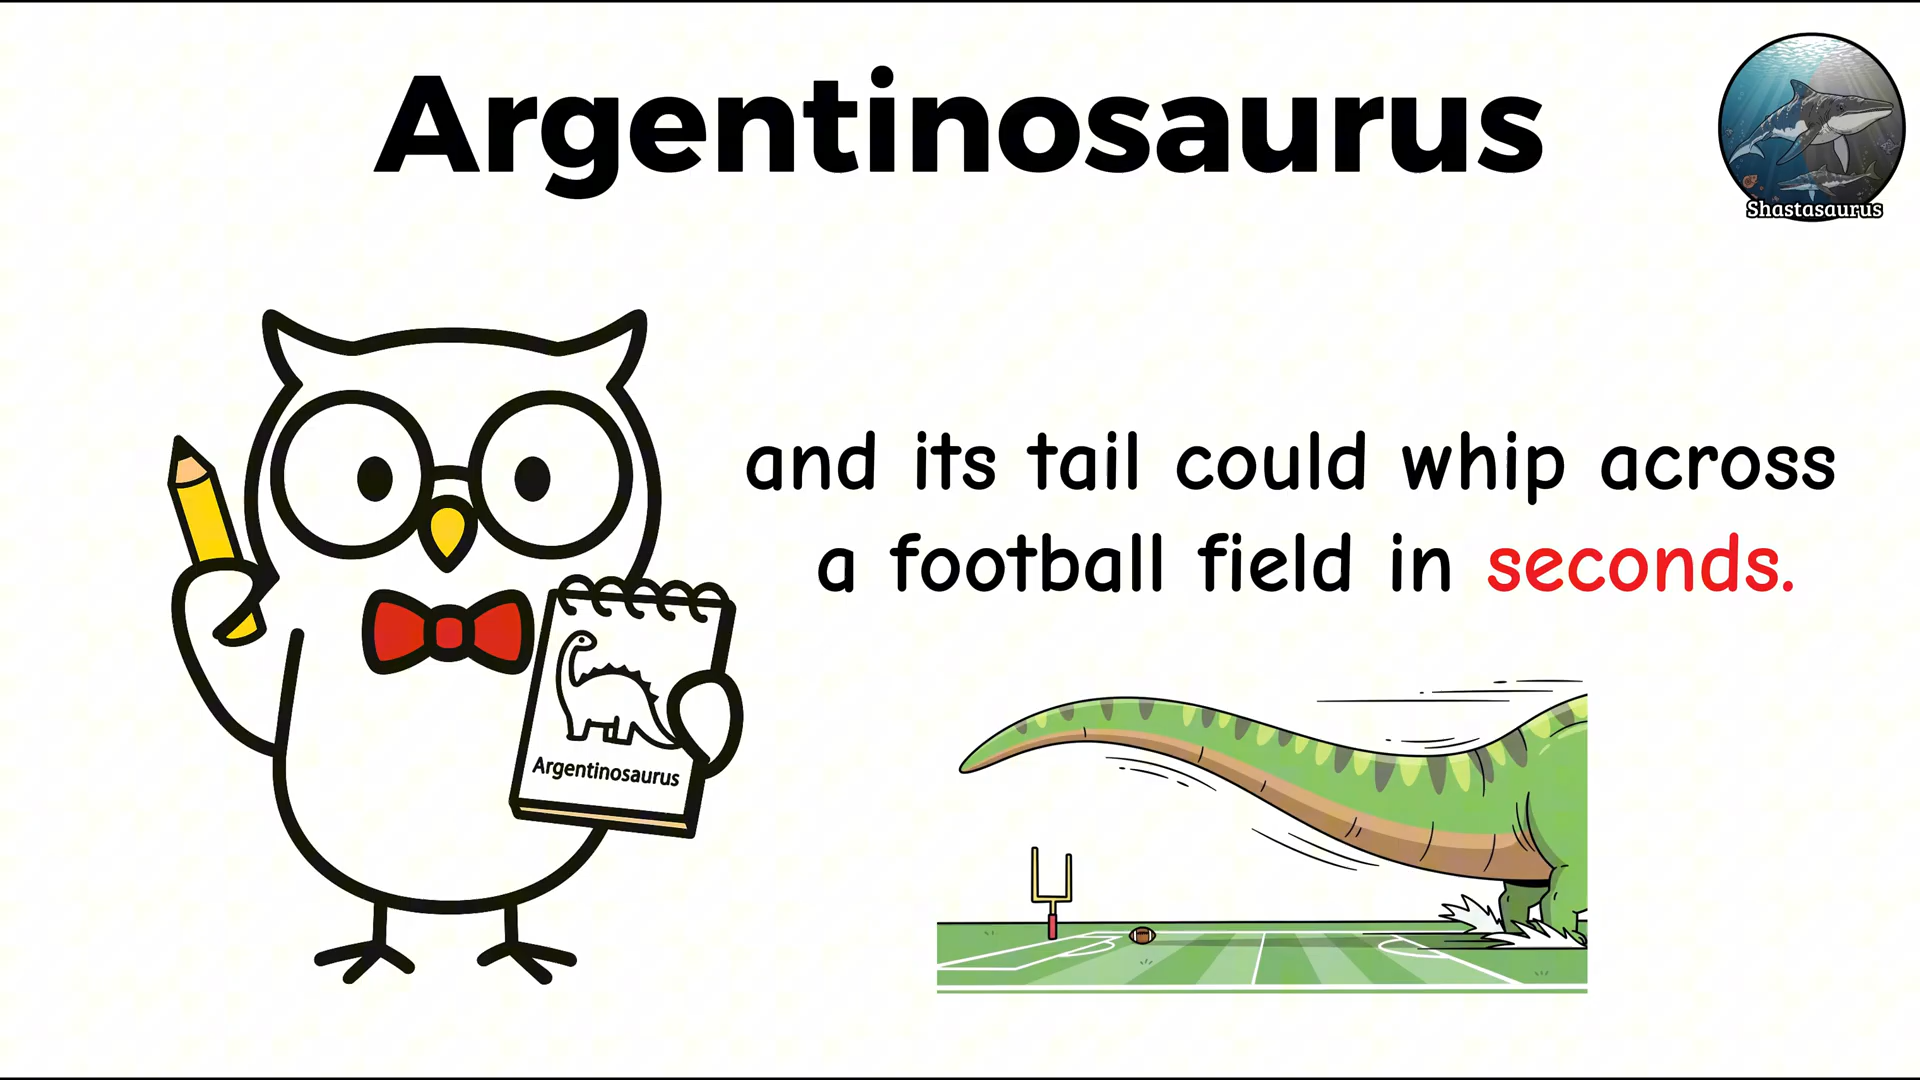 Argentinosaurus
Shastasaurus
and its tail could whip across
a football field in seconds.
Argentinosaurus